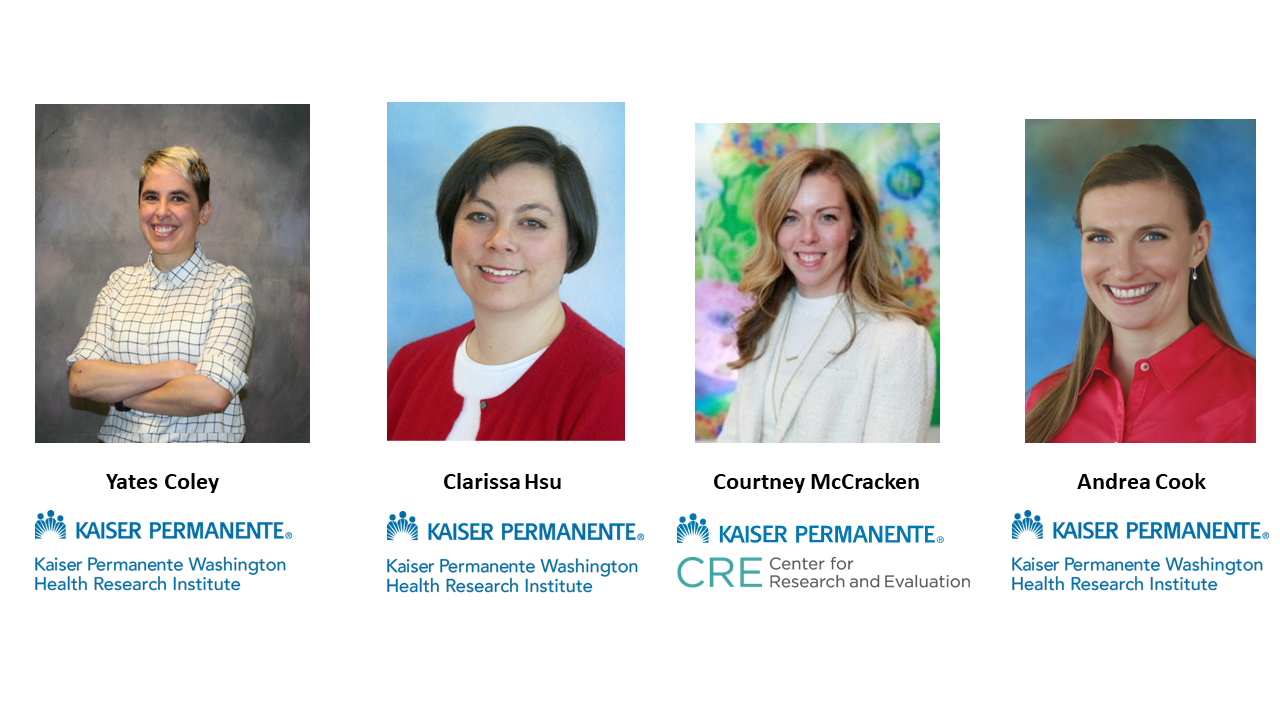 Yates Coley
KAISER PERMANENTE®
Kaiser Permanente Washington
Health Research Institute
Clarissa Hsu
KAISER PERMANENTE®
Kaiser Permanente Washington
Health Research Institute
Courtney McCracken
KAISER PERMANENTE®
CRE Center for
Research and Evaluation
Andrea Cook
KAISER PERMANENTE®
Kaiser Permanente Washington
Health Research Institute